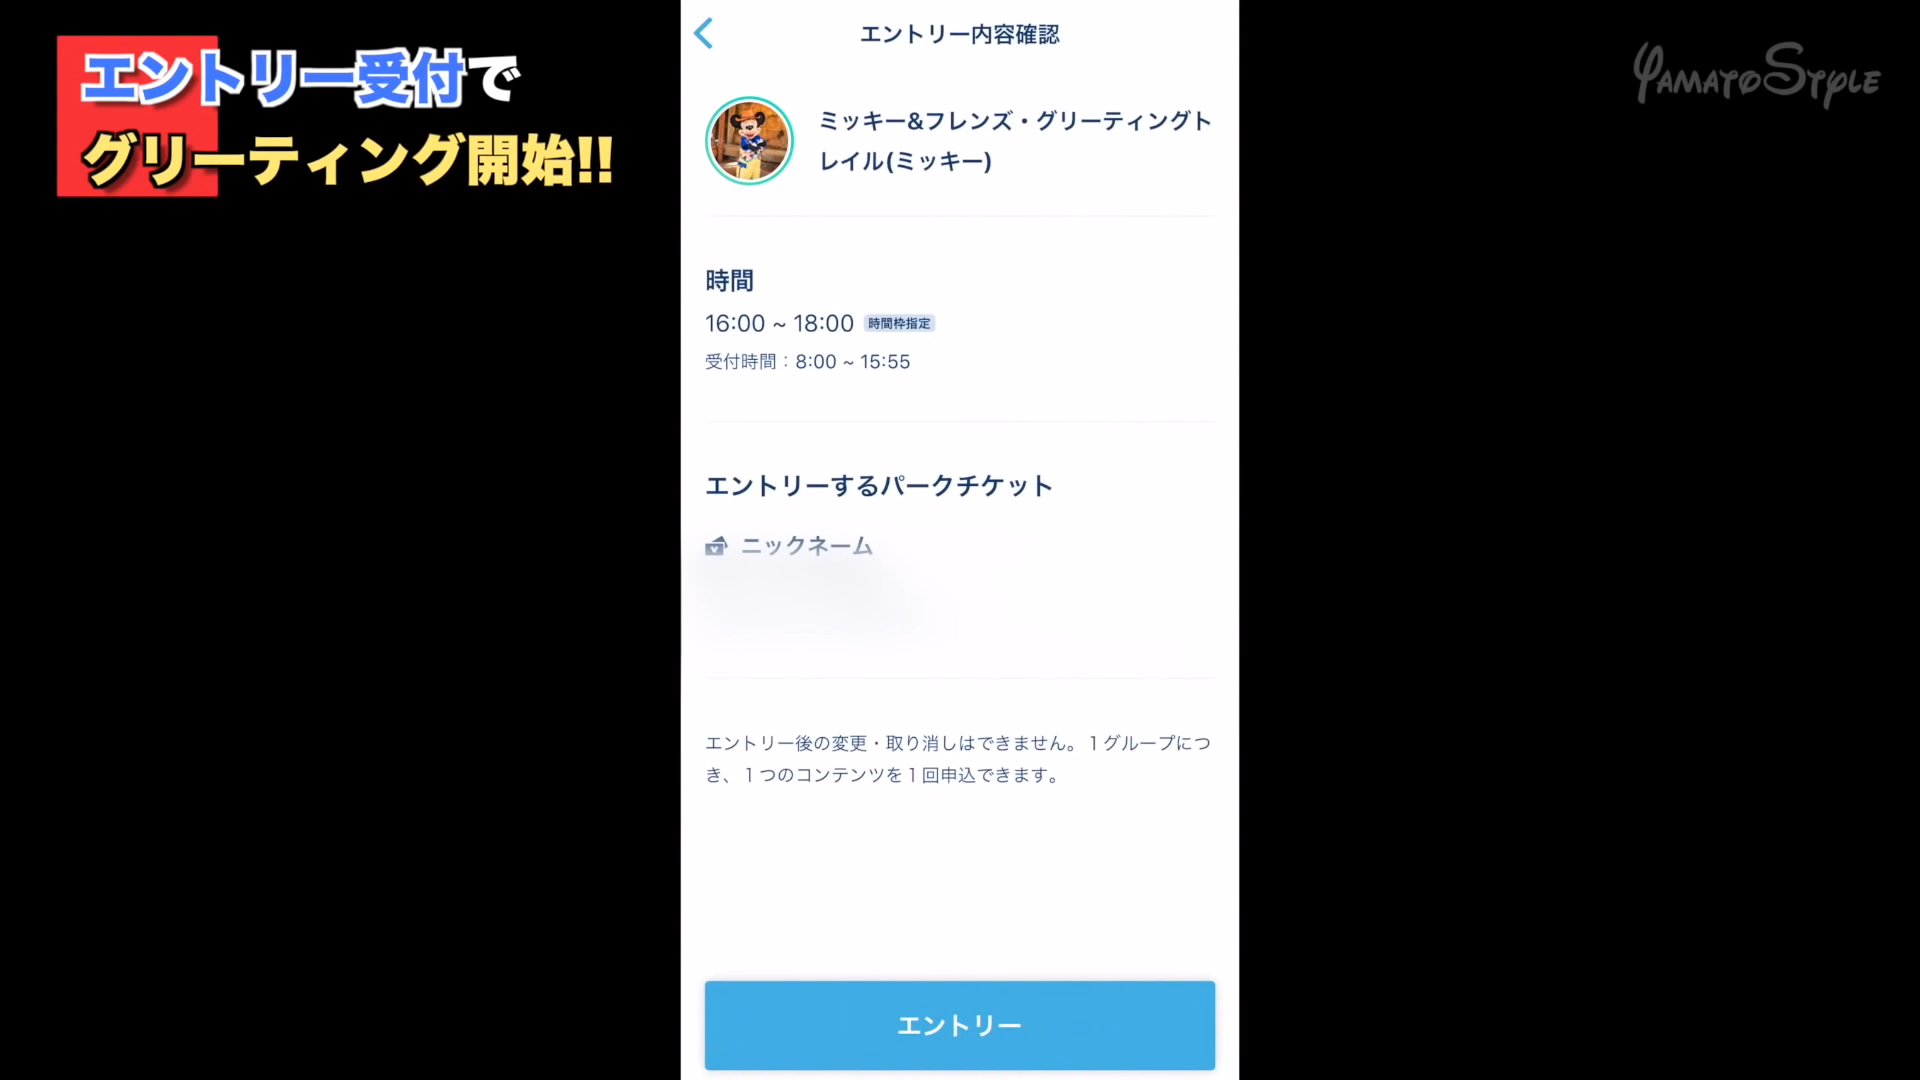 エントリー受付で
グリーティング開始!!
YAMATOSTYLE
エントリー内容確認
ミッキー&フレンズ・グリーティングト
レイル(ミッキー)
時間
16:00 ~ 18:00 時間枠指定
受付時間：8:00 ~ 15:55
エントリーするパークチケット
ニックネーム
エントリー後の変更・取り消しはできません。１グループにつ
き、１つのコンテンツを１回申込できます。
エントリー